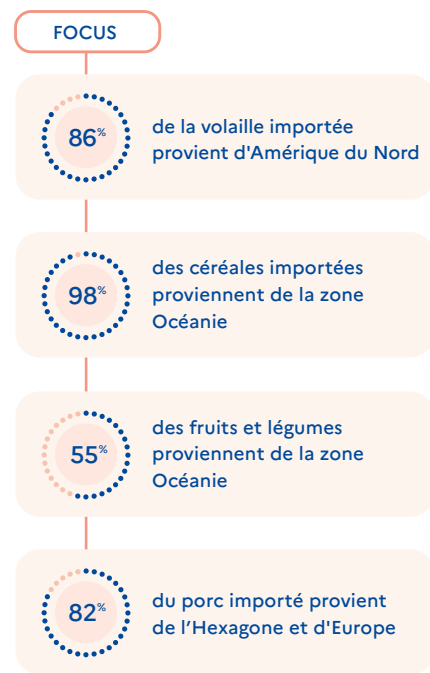 FOCUS
86%
de la volaille importée
provient d'Amérique du Nord
98%
des céréales importées
proviennent de la zone
Océanie
55%
des fruits et légumes
proviennent de la zone
Océanie
82%
du porc importé provient
de l’Hexagone et d'Europe